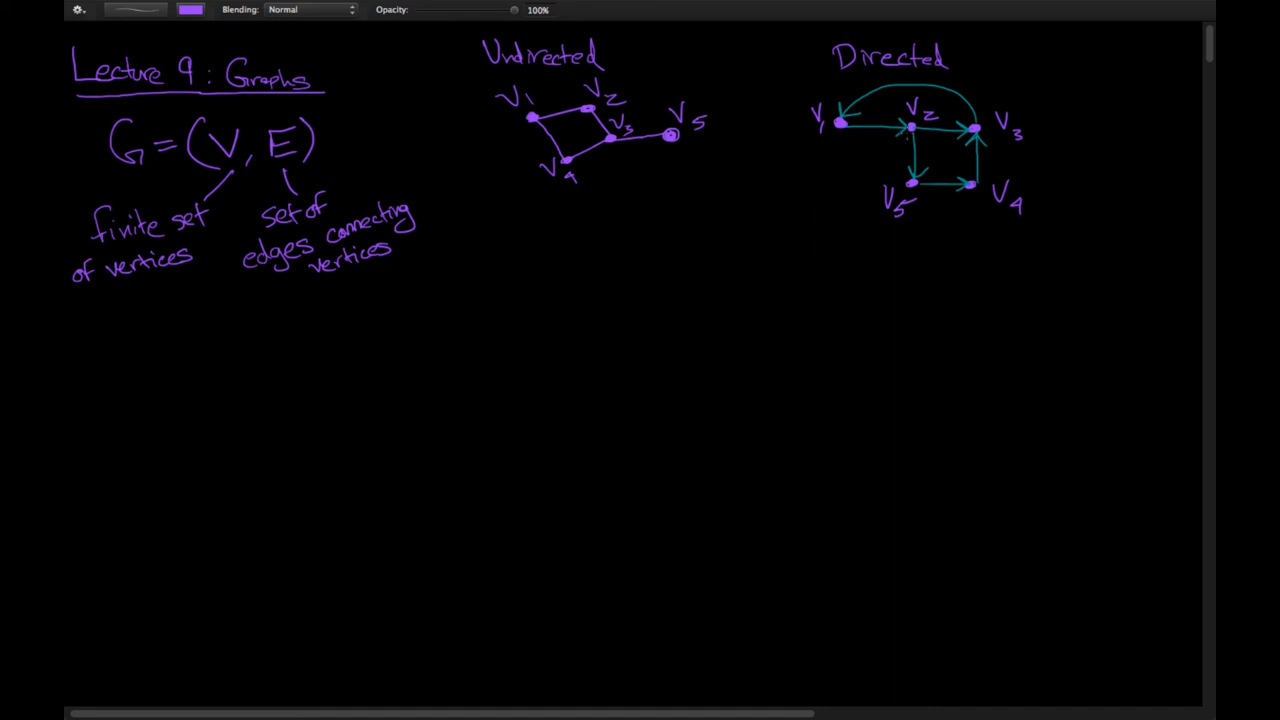 Blending: Normal Opacity: 100%
Lecture 9 : Graphs
G = (V, E)
finite set
of vertices
set of
edges connecting
vertices
Undirected
V1
V2
V3
V5
V4
Directed
V1
V2
V3
V5
V4